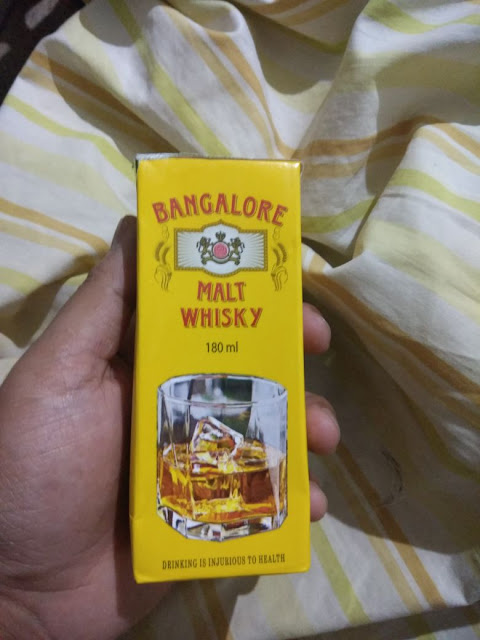 BANGALORE
MALT
WHISKY
180 ml
DRINKING IS INJURIOUS TO HEALTH